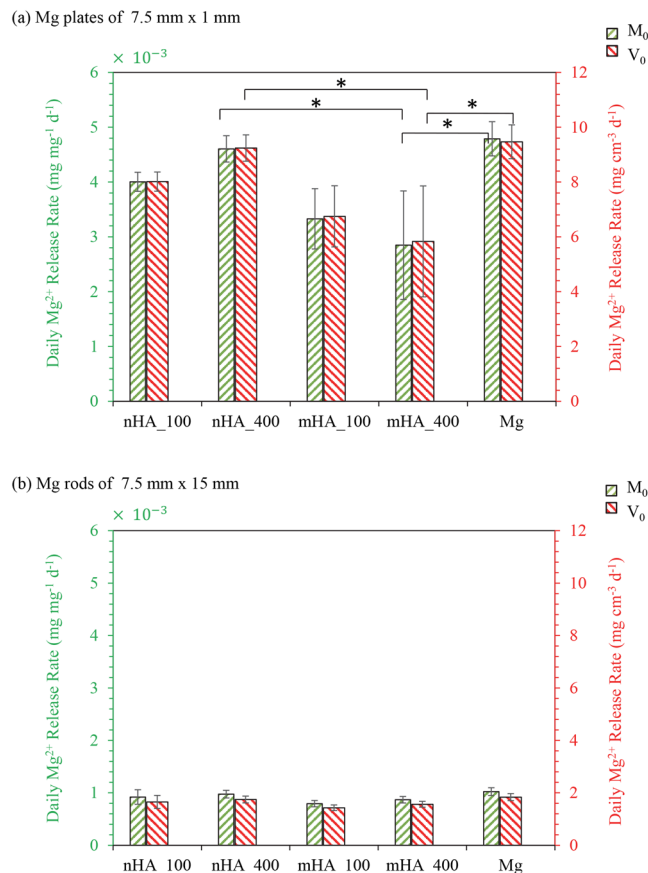 (a) Mg plates of 7.5 mm x 1 mm
M₀
V₀
× 10⁻³
Daily Mg²⁺ Release Rate (mg mg⁻¹ d⁻¹)
6
5
4
3
2
1
0
* * * *
Daily Mg²⁺ Release Rate (mg cm⁻³ d⁻¹)
12
10
8
6
4
2
0
nHA_100 nHA_400 mHA_100 mHA_400 Mg
(b) Mg rods of 7.5 mm x 15 mm
M₀
V₀
× 10⁻³
Daily Mg²⁺ Release Rate (mg mg⁻¹ d⁻¹)
6
5
4
3
2
1
0
Daily Mg²⁺ Release Rate (mg cm⁻³ d⁻¹)
12
10
8
6
4
2
0
nHA_100 nHA_400 mHA_100 mHA_400 Mg